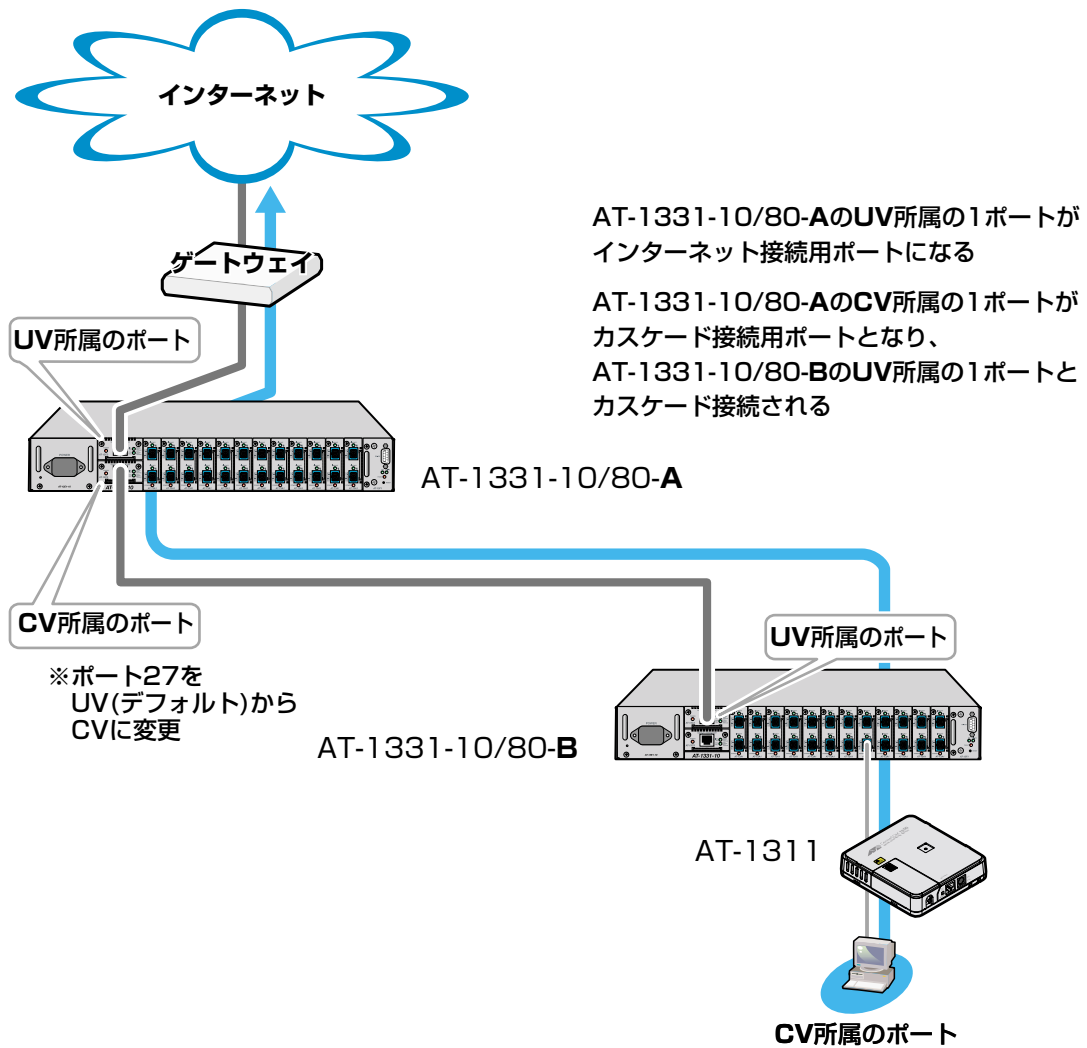 インターネット
AT-1331-10/80-AのUV所属の1ポートが
インターネット接続用ポートになる
ゲートウェイ
AT-1331-10/80-AのCV所属の1ポートが
カスケード接続用ポートとなり、
AT-1331-10/80-BのUV所属の1ポートと
カスケード接続される
UV所属のポート
AT-1331-10/80-A
CV所属のポート
※ポート27を
UV(デフォルト)から
CVに変更
UV所属のポート
AT-1331-10/80-B
AT-1331-10
AT-1311
CV所属のポート